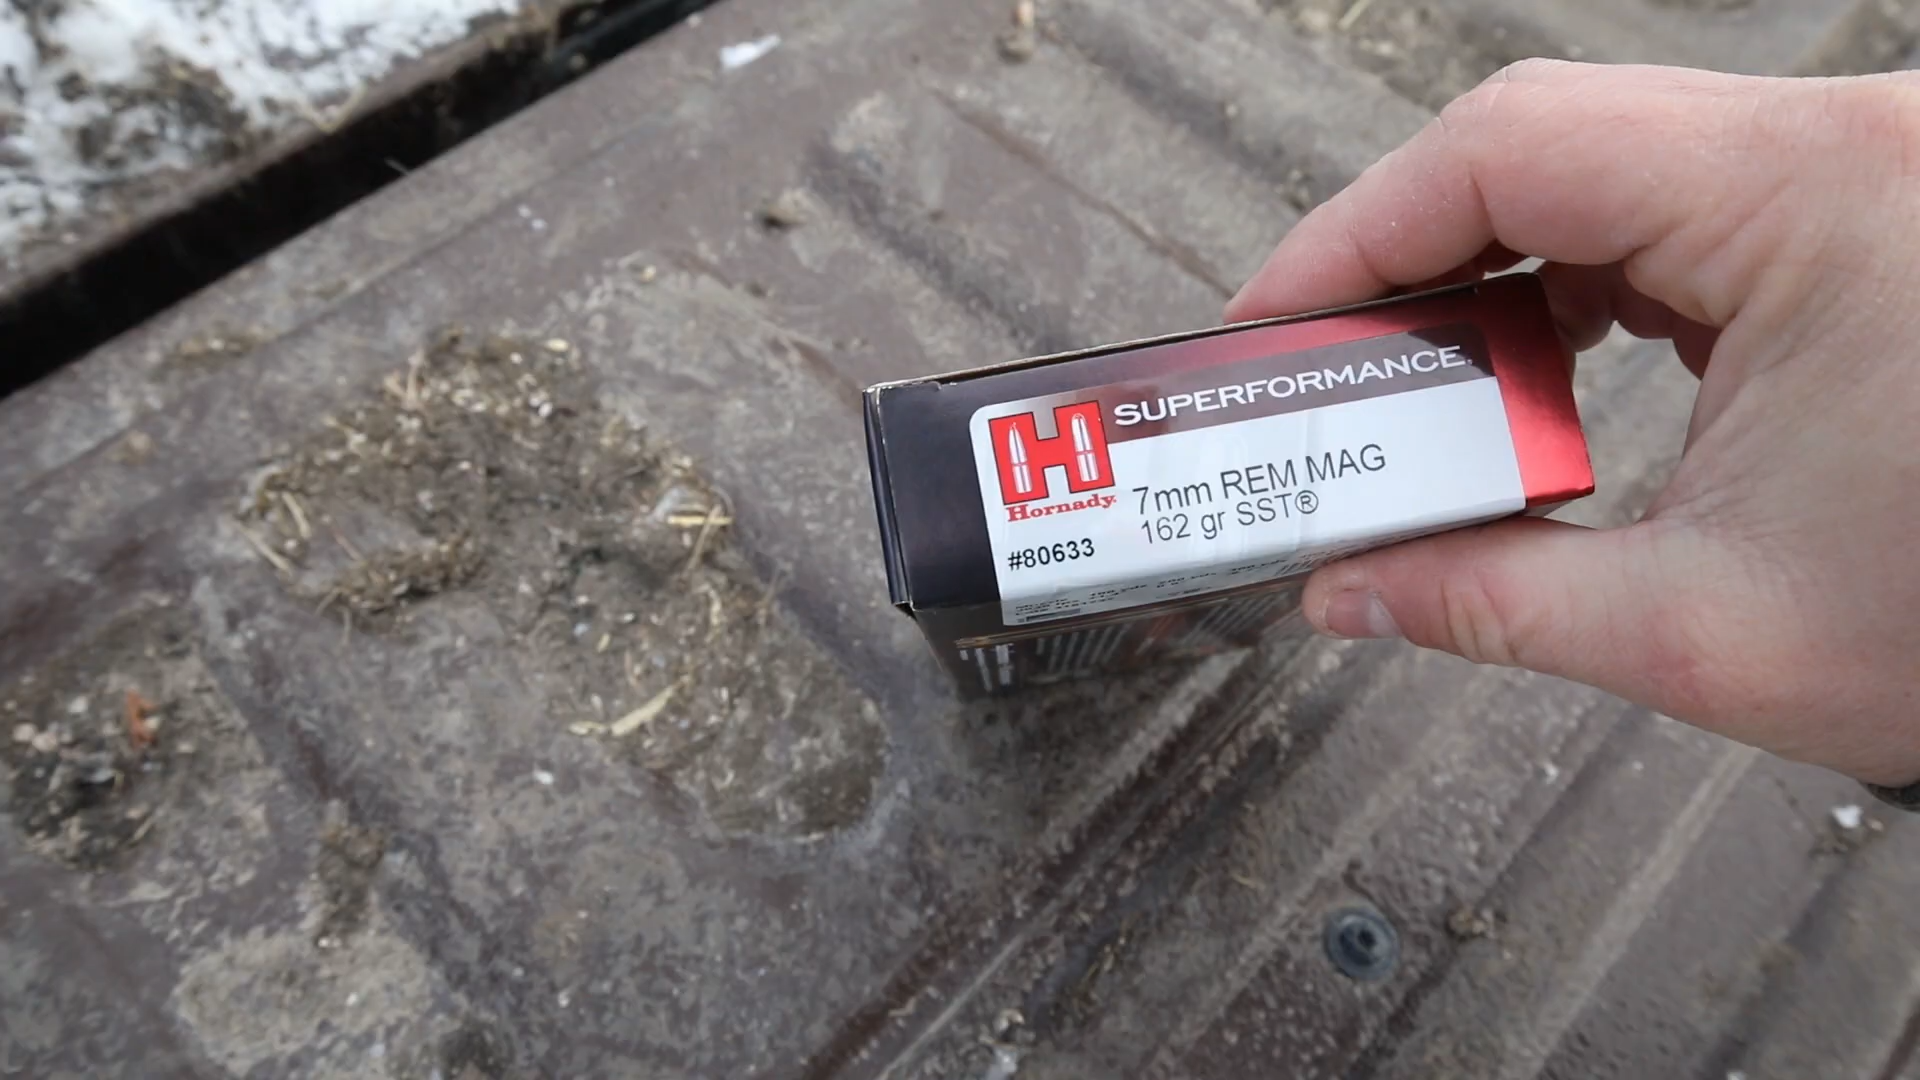 SUPERFORMANCE
H
Hornady
7mm REM MAG
162 gr SST®
#80633